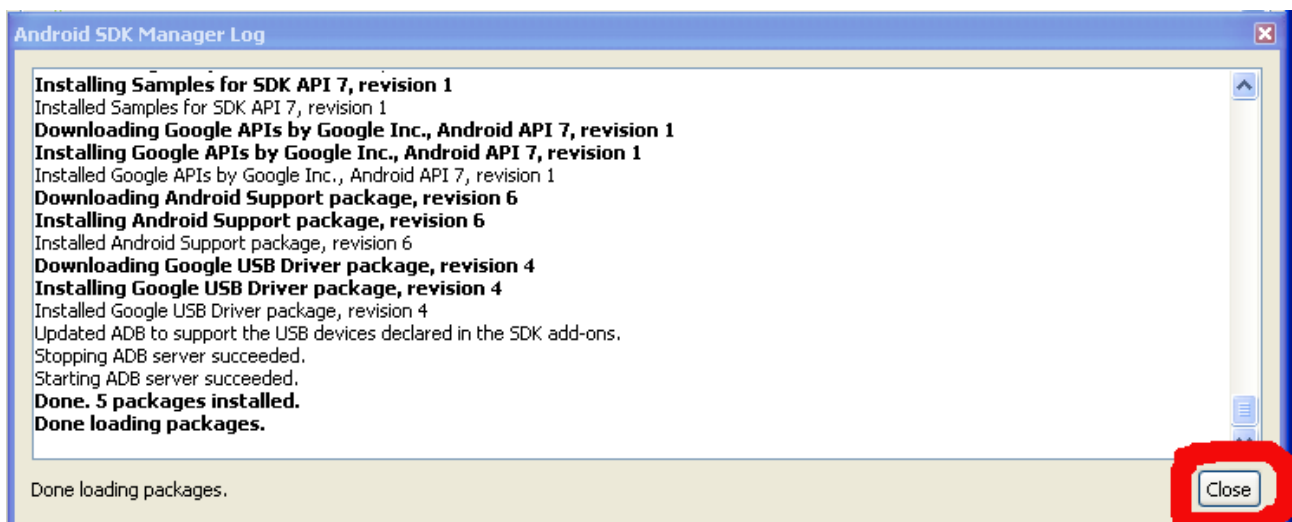 Android SDK Manager Log
Installing Samples for SDK API 7, revision 1
Installed Samples for SDK API 7, revision 1
Downloading Google APIs by Google Inc., Android API 7, revision 1
Installing Google APIs by Google Inc., Android API 7, revision 1
Installed Google APIs by Google Inc., Android API 7, revision 1
Downloading Android Support package, revision 6
Installing Android Support package, revision 6
Installed Android Support package, revision 6
Downloading Google USB Driver package, revision 4
Installing Google USB Driver package, revision 4
Installed Google USB Driver package, revision 4
Updated ADB to support the USB devices declared in the SDK add-ons.
Stopping ADB server succeeded.
Starting ADB server succeeded.
Done. 5 packages installed.
Done loading packages.
Done loading packages.
Close